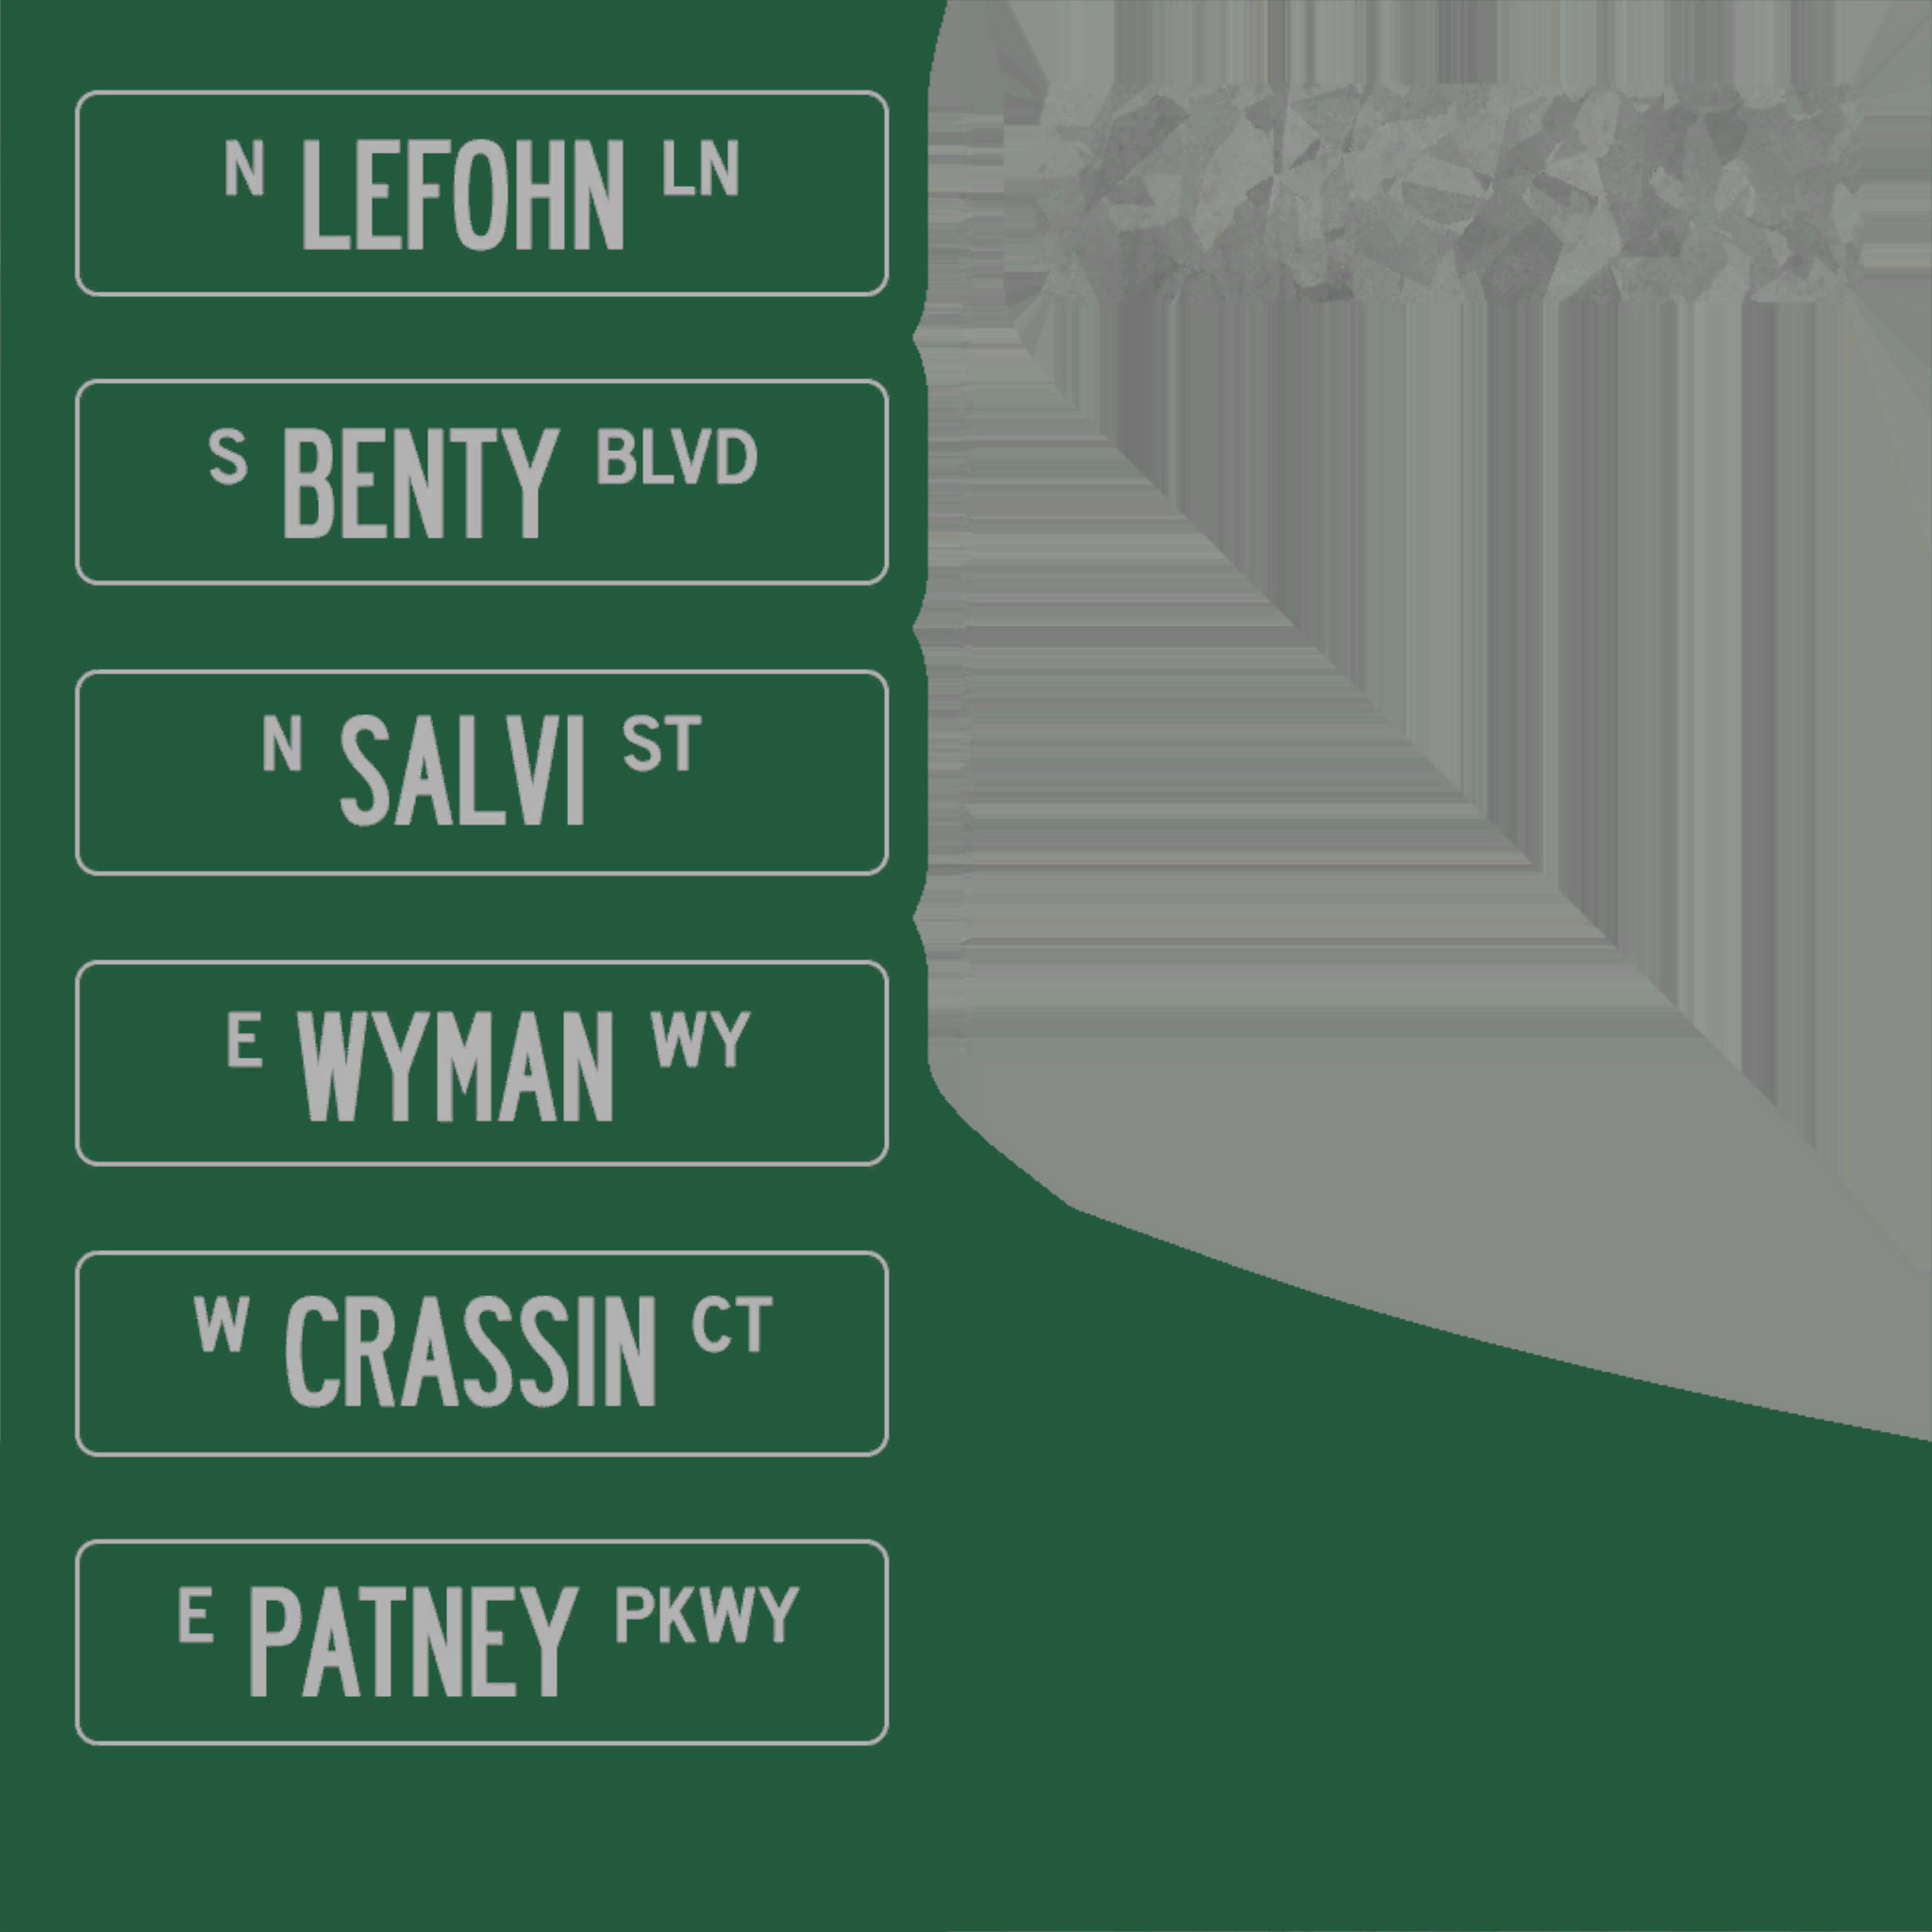 N LEFOHN LN
S BENTY BLVD
N SALVI ST
E WYMAN WY
W CRASSIN CT
E PATNEY PKWY